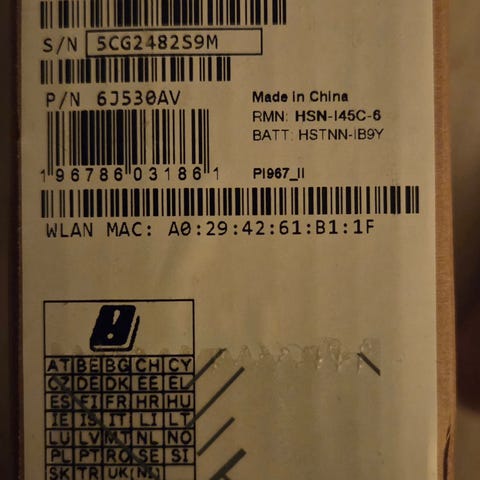 S/N 5CG2482S9M
P/N 6J530AV
Made in China
RMN: HSN-I45C-6
BATT: HSTNN-IB9Y
1 96786 03186 1
PI967_II
WLAN MAC: A0:29:42:61:B1:1F
!
AT BE BG CH CY
CZ DE DK EE EL
ES FI FR HR HU
IE IS IT LI LT
LU LV MT NL NO
PL PT RO SE SI
SK TR UK(NI)